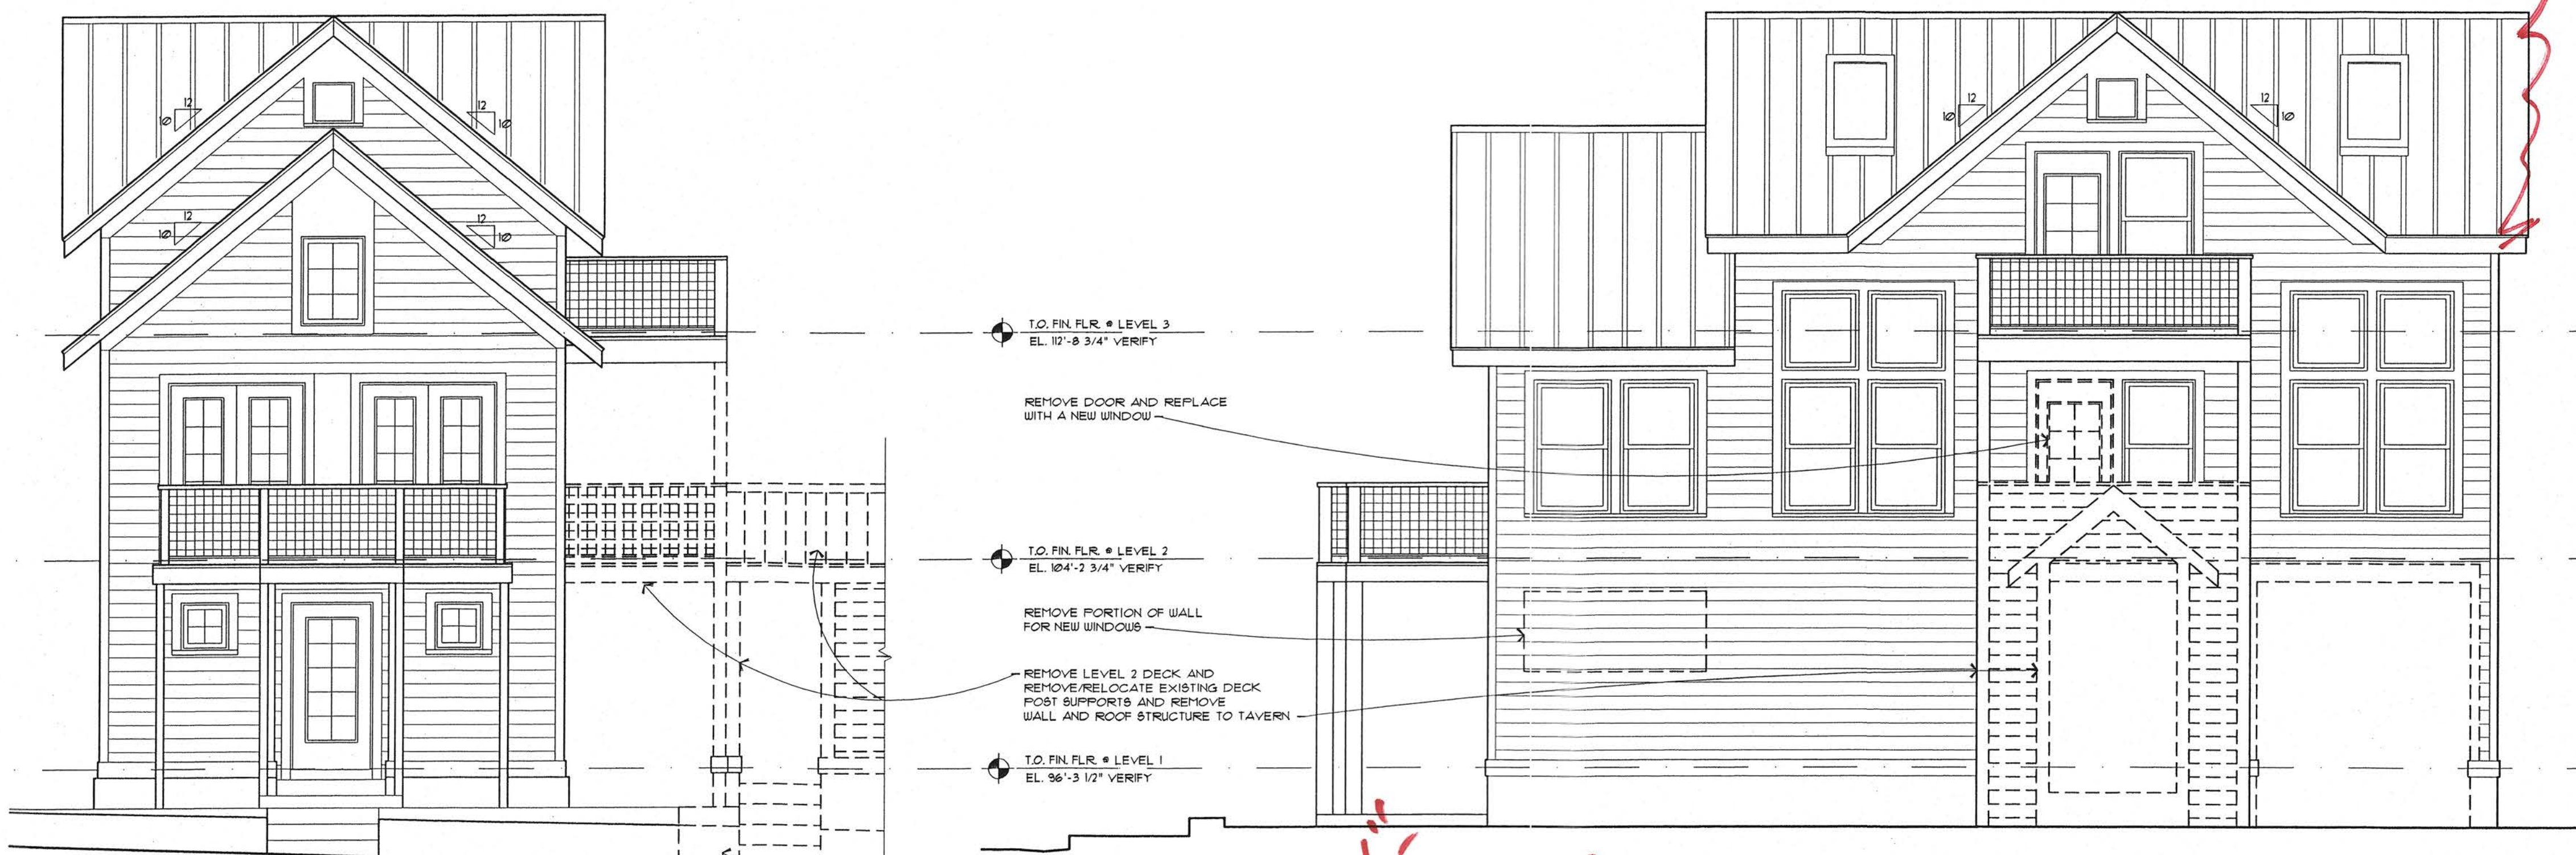 12
10
12
10
12
10
12
10
12
10
12
10
T.O. FIN. FLR. @ LEVEL 3
EL. 112'-8 3/4" VERIFY
REMOVE DOOR AND REPLACE
WITH A NEW WINDOW
T.O. FIN. FLR. @ LEVEL 2
EL. 104'-2 3/4" VERIFY
REMOVE PORTION OF WALL
FOR NEW WINDOWS
REMOVE LEVEL 2 DECK AND
REMOVE/RELOCATE EXISTING DECK
POST SUPPORTS AND REMOVE
WALL AND ROOF STRUCTURE TO TAVERN
T.O. FIN. FLR. @ LEVEL 1
EL. 96'-3 1/2" VERIFY